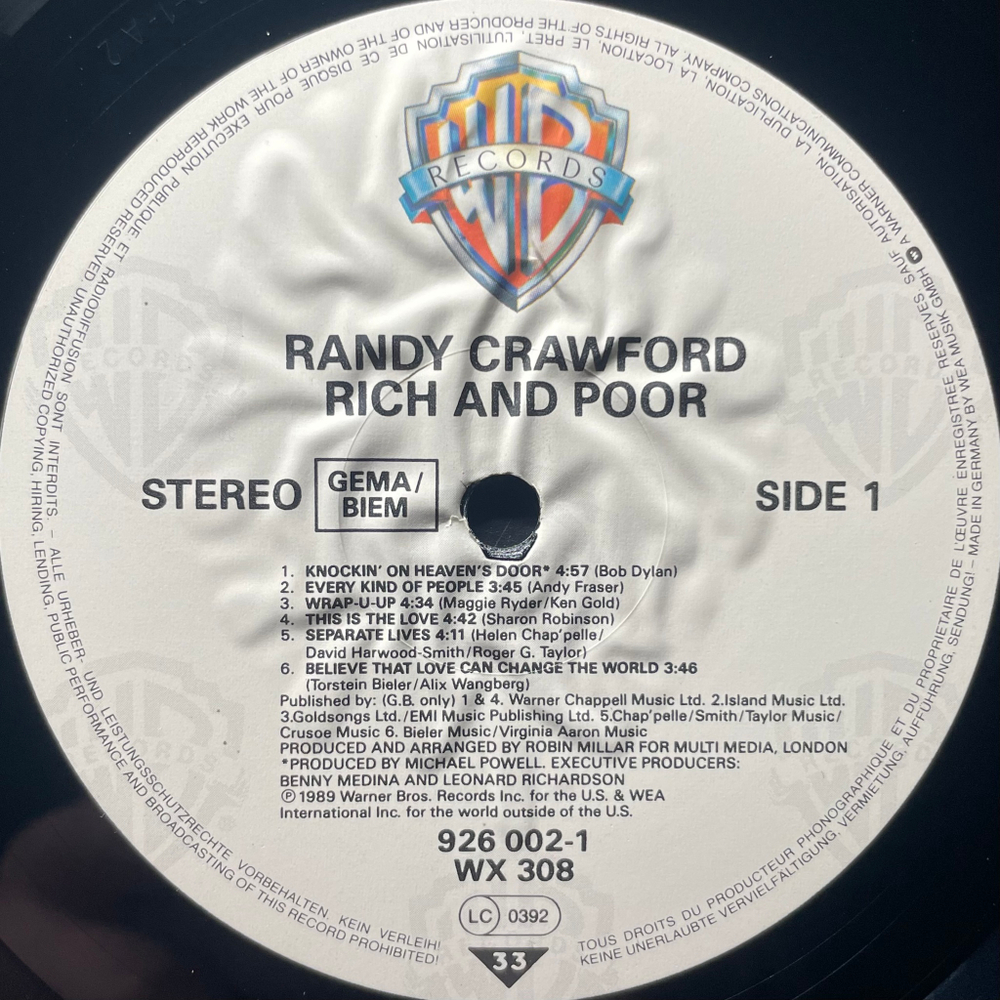 WB
RECORDS
RANDY CRAWFORD
RICH AND POOR
STEREO
GEMA/
BIEM
SIDE 1
1. KNOCKIN' ON HEAVEN'S DOOR* 4:57 (Bob Dylan)
2. EVERY KIND OF PEOPLE 3:45 (Andy Fraser)
3. WRAP-U-UP 4:34 (Maggie Ryder/Ken Gold)
4. THIS IS THE LOVE 4:42 (Sharon Robinson)
5. SEPARATE LIVES 4:11 (Helen Chap'pelle/
David Harwood-Smith/Roger G. Taylor)
6. BELIEVE THAT LOVE CAN CHANGE THE WORLD 3:46
(Torstein Bieler/Alix Wangberg)
Published by: (G.B. only) 1 & 4. Warner Chappell Music Ltd. 2.Island Music Ltd.
3.Goldsongs Ltd./EMI Music Publishing Ltd. 5.Chap'pelle/Smith/Taylor Music/
Crusoe Music 6. Bieler Music/Virginia Aaron Music
PRODUCED AND ARRANGED BY ROBIN MILLAR FOR MULTI MEDIA, LONDON
*PRODUCED BY MICHAEL POWELL. EXECUTIVE PRODUCERS:
BENNY MEDINA AND LEONARD RICHARDSON
℗ 1989 Warner Bros. Records Inc. for the U.S. & WEA
International Inc. for the world outside of the U.S.
926 002-1
WX 308
LC 0392
33
TOUS DROITS DU PRODUCTEUR PHONOGRAPHIQUE ET DU PROPRIETAIRE DE L'ŒUVRE ENREGISTREE RESERVES. SAUF AUTORISATION, LA DUPLICATION, LA LOCATION, LE PRET, L'UTILISATION DE CE DISQUE POUR EXECUTION PUBLIQUE ET RADIODIFFUSION SONT INTERDITS. – ALLE URHEBER- UND LEISTUNGSSCHUTZRECHTE VORBEHALTEN. KEIN VERLEIH!
KEINE UNERLAUBTE VERVIELFÄLTIGUNG, VERMIETUNG, AUFFÜHRUNG, SENDUNG! – MADE IN GERMANY BY WEA MUSIK GMBH A WARNER COMMUNICATIONS COMPANY. ALL RIGHTS OF THE PRODUCER AND OF THE OWNER OF THE WORK REPRODUCED RESERVED UNAUTHORIZED COPYING, HIRING, LENDING, PUBLIC PERFORMANCE AND BROADCASTING OF THIS RECORD PROHIBITED!